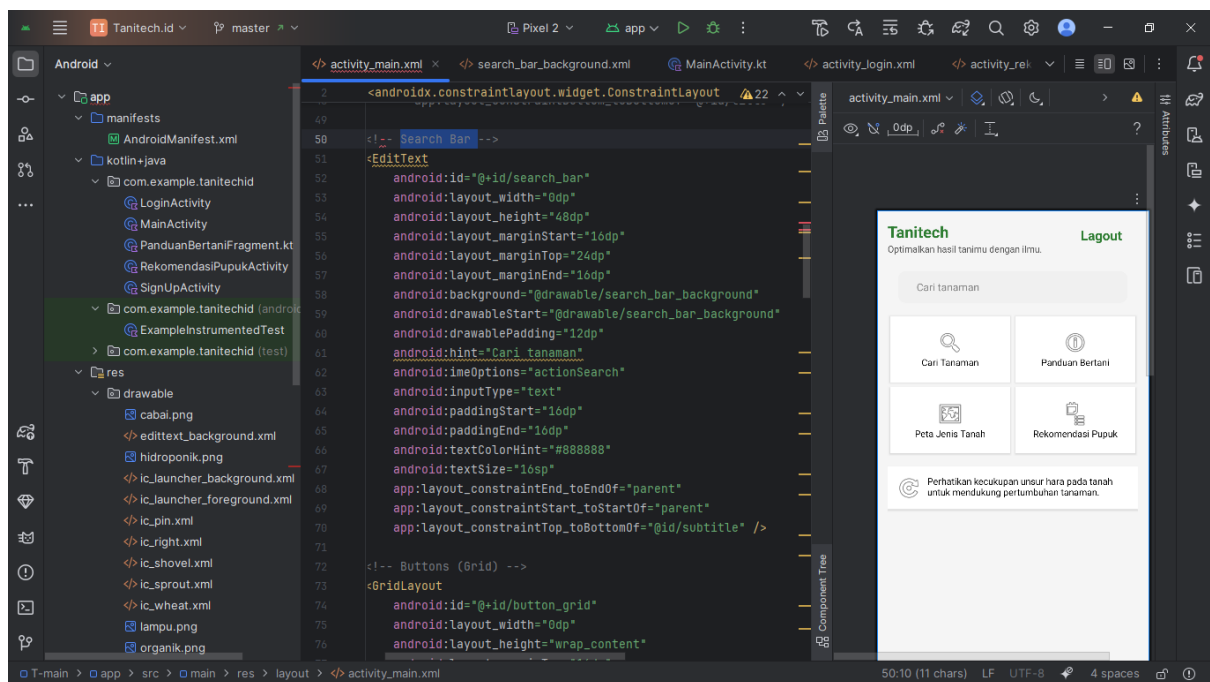 TI Tanitech.id master Pixel 2 app
Android
activity_main.xml search_bar_background.xml MainActivity.kt activity_login.xml activity_rek
app
manifests
AndroidManifest.xml
kotlin+java
com.example.tanitechid
LoginActivity
MainActivity
PanduanBertaniFragment.kt
RekomendasiPupukActivity
SignUpActivity
com.example.tanitechid (androic
ExampleInstrumentedTest
com.example.tanitechid (test)
res
drawable
cabai.png
edittext_background.xml
hidroponik.png
ic_launcher_background.xml
ic_launcher_foreground.xml
ic_pin.xml
ic_right.xml
ic_shovel.xml
ic_sprout.xml
ic_wheat.xml
lampu.png
organik.png
2 <androidx.constraintlayout.widget.ConstraintLayout 22
49
50 <!-- Search Bar -->
51 <EditText
52 android:id="@+id/search_bar"
53 android:layout_width="0dp"
54 android:layout_height="48dp"
55 android:layout_marginStart="16dp"
56 android:layout_marginTop="24dp"
57 android:layout_marginEnd="16dp"
58 android:background="@drawable/search_bar_background"
59 android:drawableStart="@drawable/search_bar_background"
60 android:drawablePadding="12dp"
61 android:hint="Cari tanaman"
62 android:imeOptions="actionSearch"
63 android:inputType="text"
64 android:paddingStart="16dp"
65 android:paddingEnd="16dp"
66 android:textColorHint="#888888"
67 android:textSize="16sp"
68 app:layout_constraintEnd_toEndOf="parent"
69 app:layout_constraintStart_toStartOf="parent"
70 app:layout_constraintTop_toBottomOf="@id/subtitle" />
71
72 <!-- Buttons (Grid) -->
73 <GridLayout
74 android:id="@+id/button_grid"
75 android:layout_width="0dp"
76 android:layout_height="wrap_content"
Palette
Component Tree
activity_main.xml
0dp
?
Attributes
Tanitech
Lagout
Optimalkan hasil tanimu dengan ilmu.
Cari tanaman
Cari Tanaman
Panduan Bertani
Peta Jenis Tanah
Rekomendasi Pupuk
Perhatikan kecukupan unsur hara pada tanah
untuk mendukung pertumbuhan tanaman.
T-main > app > src > main > res > layout > activity_main.xml
50:10 (11 chars) LF UTF-8 4 spaces